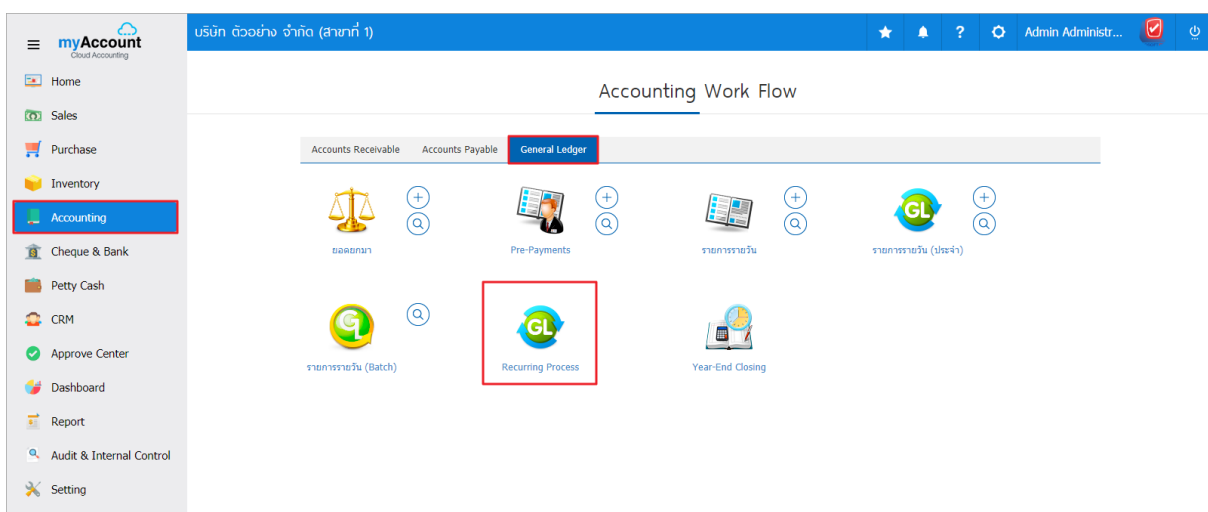 myAccount
Cloud Accounting
บริษัท ตัวอย่าง จำกัด (สาขาที่ 1)
?
Admin Administr...
Home
Sales
Purchase
Inventory
Accounting
Cheque & Bank
Petty Cash
CRM
Approve Center
Dashboard
Report
Audit & Internal Control
Setting
Accounting Work Flow
Accounts Receivable
Accounts Payable
General Ledger
ยอดยกมา
Pre-Payments
รายการรายวัน
GL
รายการรายวัน (ประจำ)
G
รายการรายวัน (Batch)
GL
Recurring Process
Year-End Closing